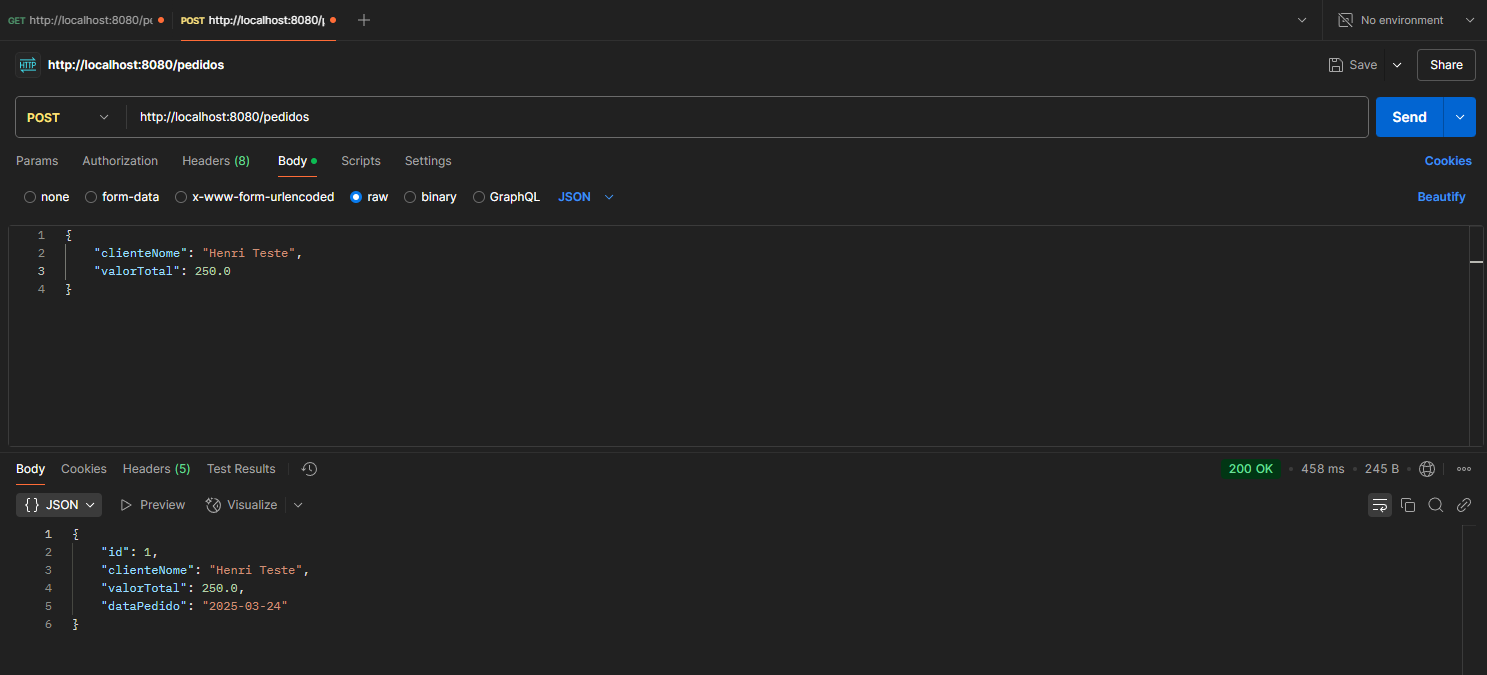 GET http://localhost:8080/pe POST http://localhost:8080/p No environment
HTTP http://localhost:8080/pedidos Save Share
POST http://localhost:8080/pedidos Send
Params Authorization Headers (8) Body Scripts Settings Cookies
none form-data x-www-form-urlencoded raw binary GraphQL JSON Beautify
1 {
2 "clienteNome": "Henri Teste",
3 "valorTotal": 250.0
4 }
Body Cookies Headers (5) Test Results 200 OK • 458 ms • 245 B •
{} JSON Preview Visualize
1 {
2 "id": 1,
3 "clienteNome": "Henri Teste",
4 "valorTotal": 250.0,
5 "dataPedido": "2025-03-24"
6 }